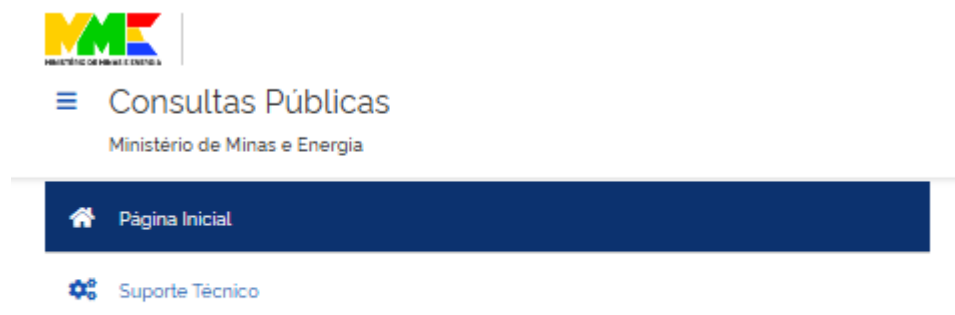 MME
MINISTÉRIO DE MINAS E ENERGIA
Consultas Públicas
Ministério de Minas e Energia
Página Inicial
Suporte Técnico